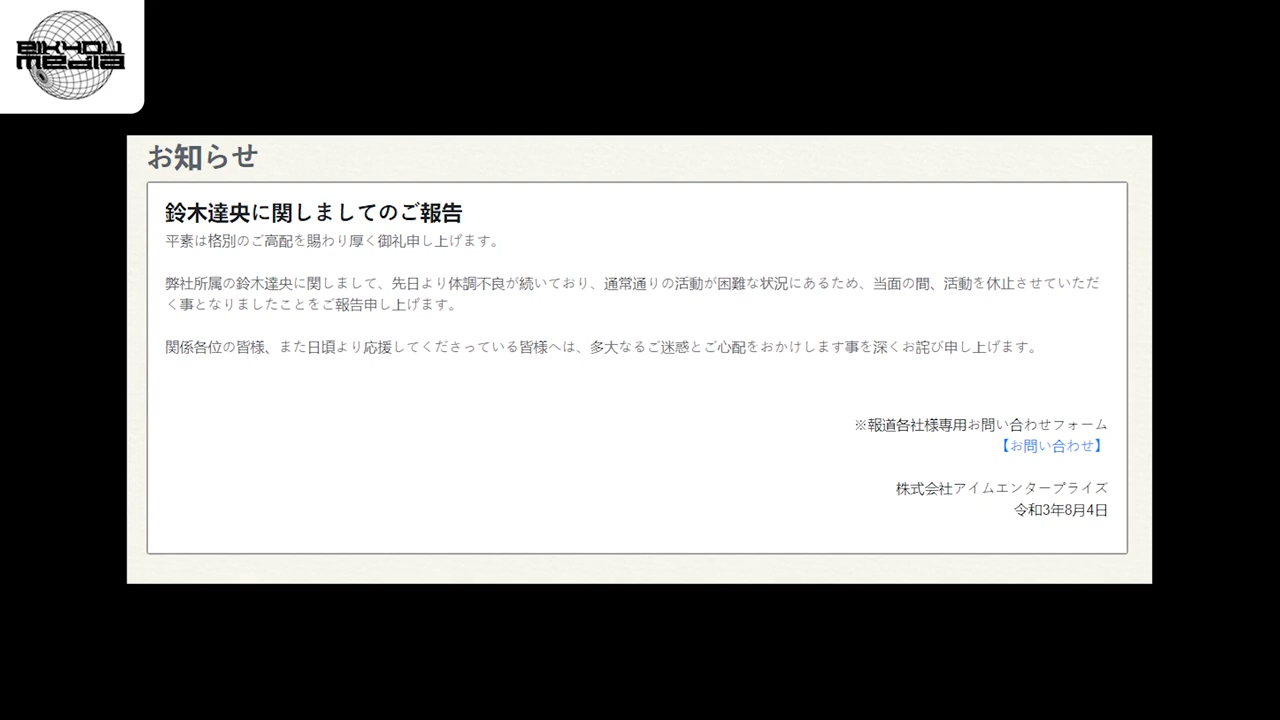 BIKYOU
MEDIA
お知らせ
鈴木達央に関しましてのご報告
平素は格別のご高配を賜わり厚く御礼申し上げます。
弊社所属の鈴木達央に関しまして、先日より体調不良が続いており、通常通りの活動が困難な状況にあるため、当面の間、活動を休止させていただ
く事となりましたことをご報告申し上げます。
関係各位の皆様、また日頃より応援してくださっている皆様へは、多大なるご迷惑とご心配をおかけします事を深くお詫び申し上げます。
※報道各社様専用お問い合わせフォーム
【お問い合わせ】
株式会社アイムエンタープライズ
令和3年8月4日